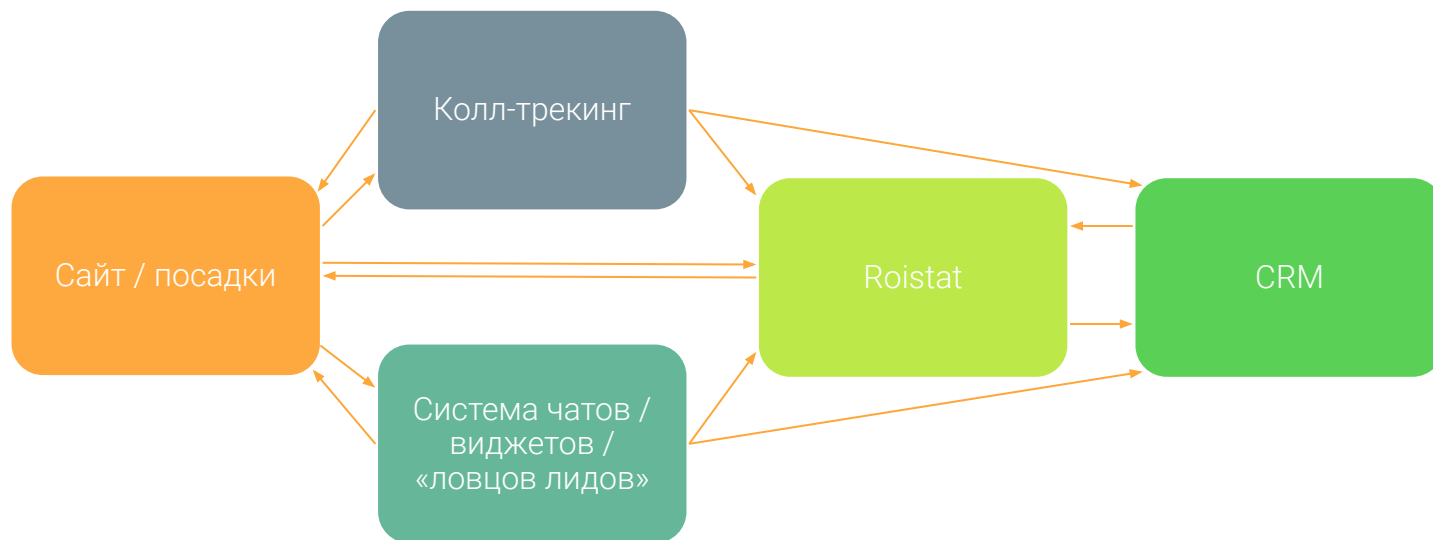 Колл-трекинг
Сайт / посадки
Roistat
CRM
Система чатов /
виджетов /
«ловцов лидов»